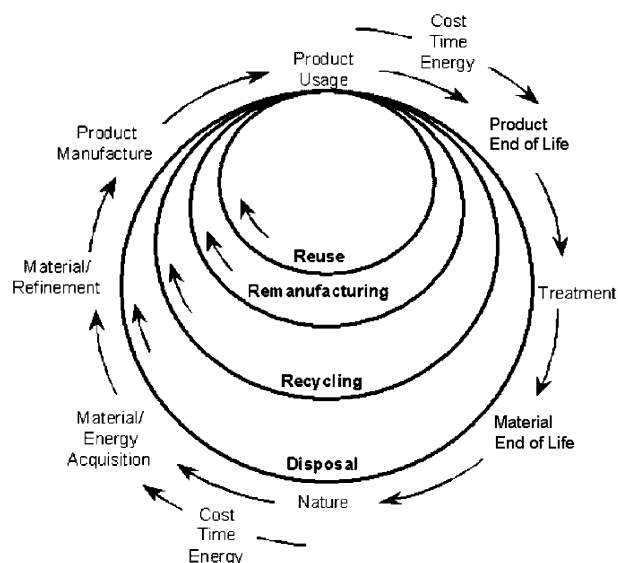 Cost
Time
Energy
Product
Usage
Product
End of Life
Product
Manufacture
Reuse
Material/
Refinement
Remanufacturing
Treatment
Recycling
Material/
Energy
Acquisition
Material
End of Life
Disposal
Nature
Cost
Time
Energy